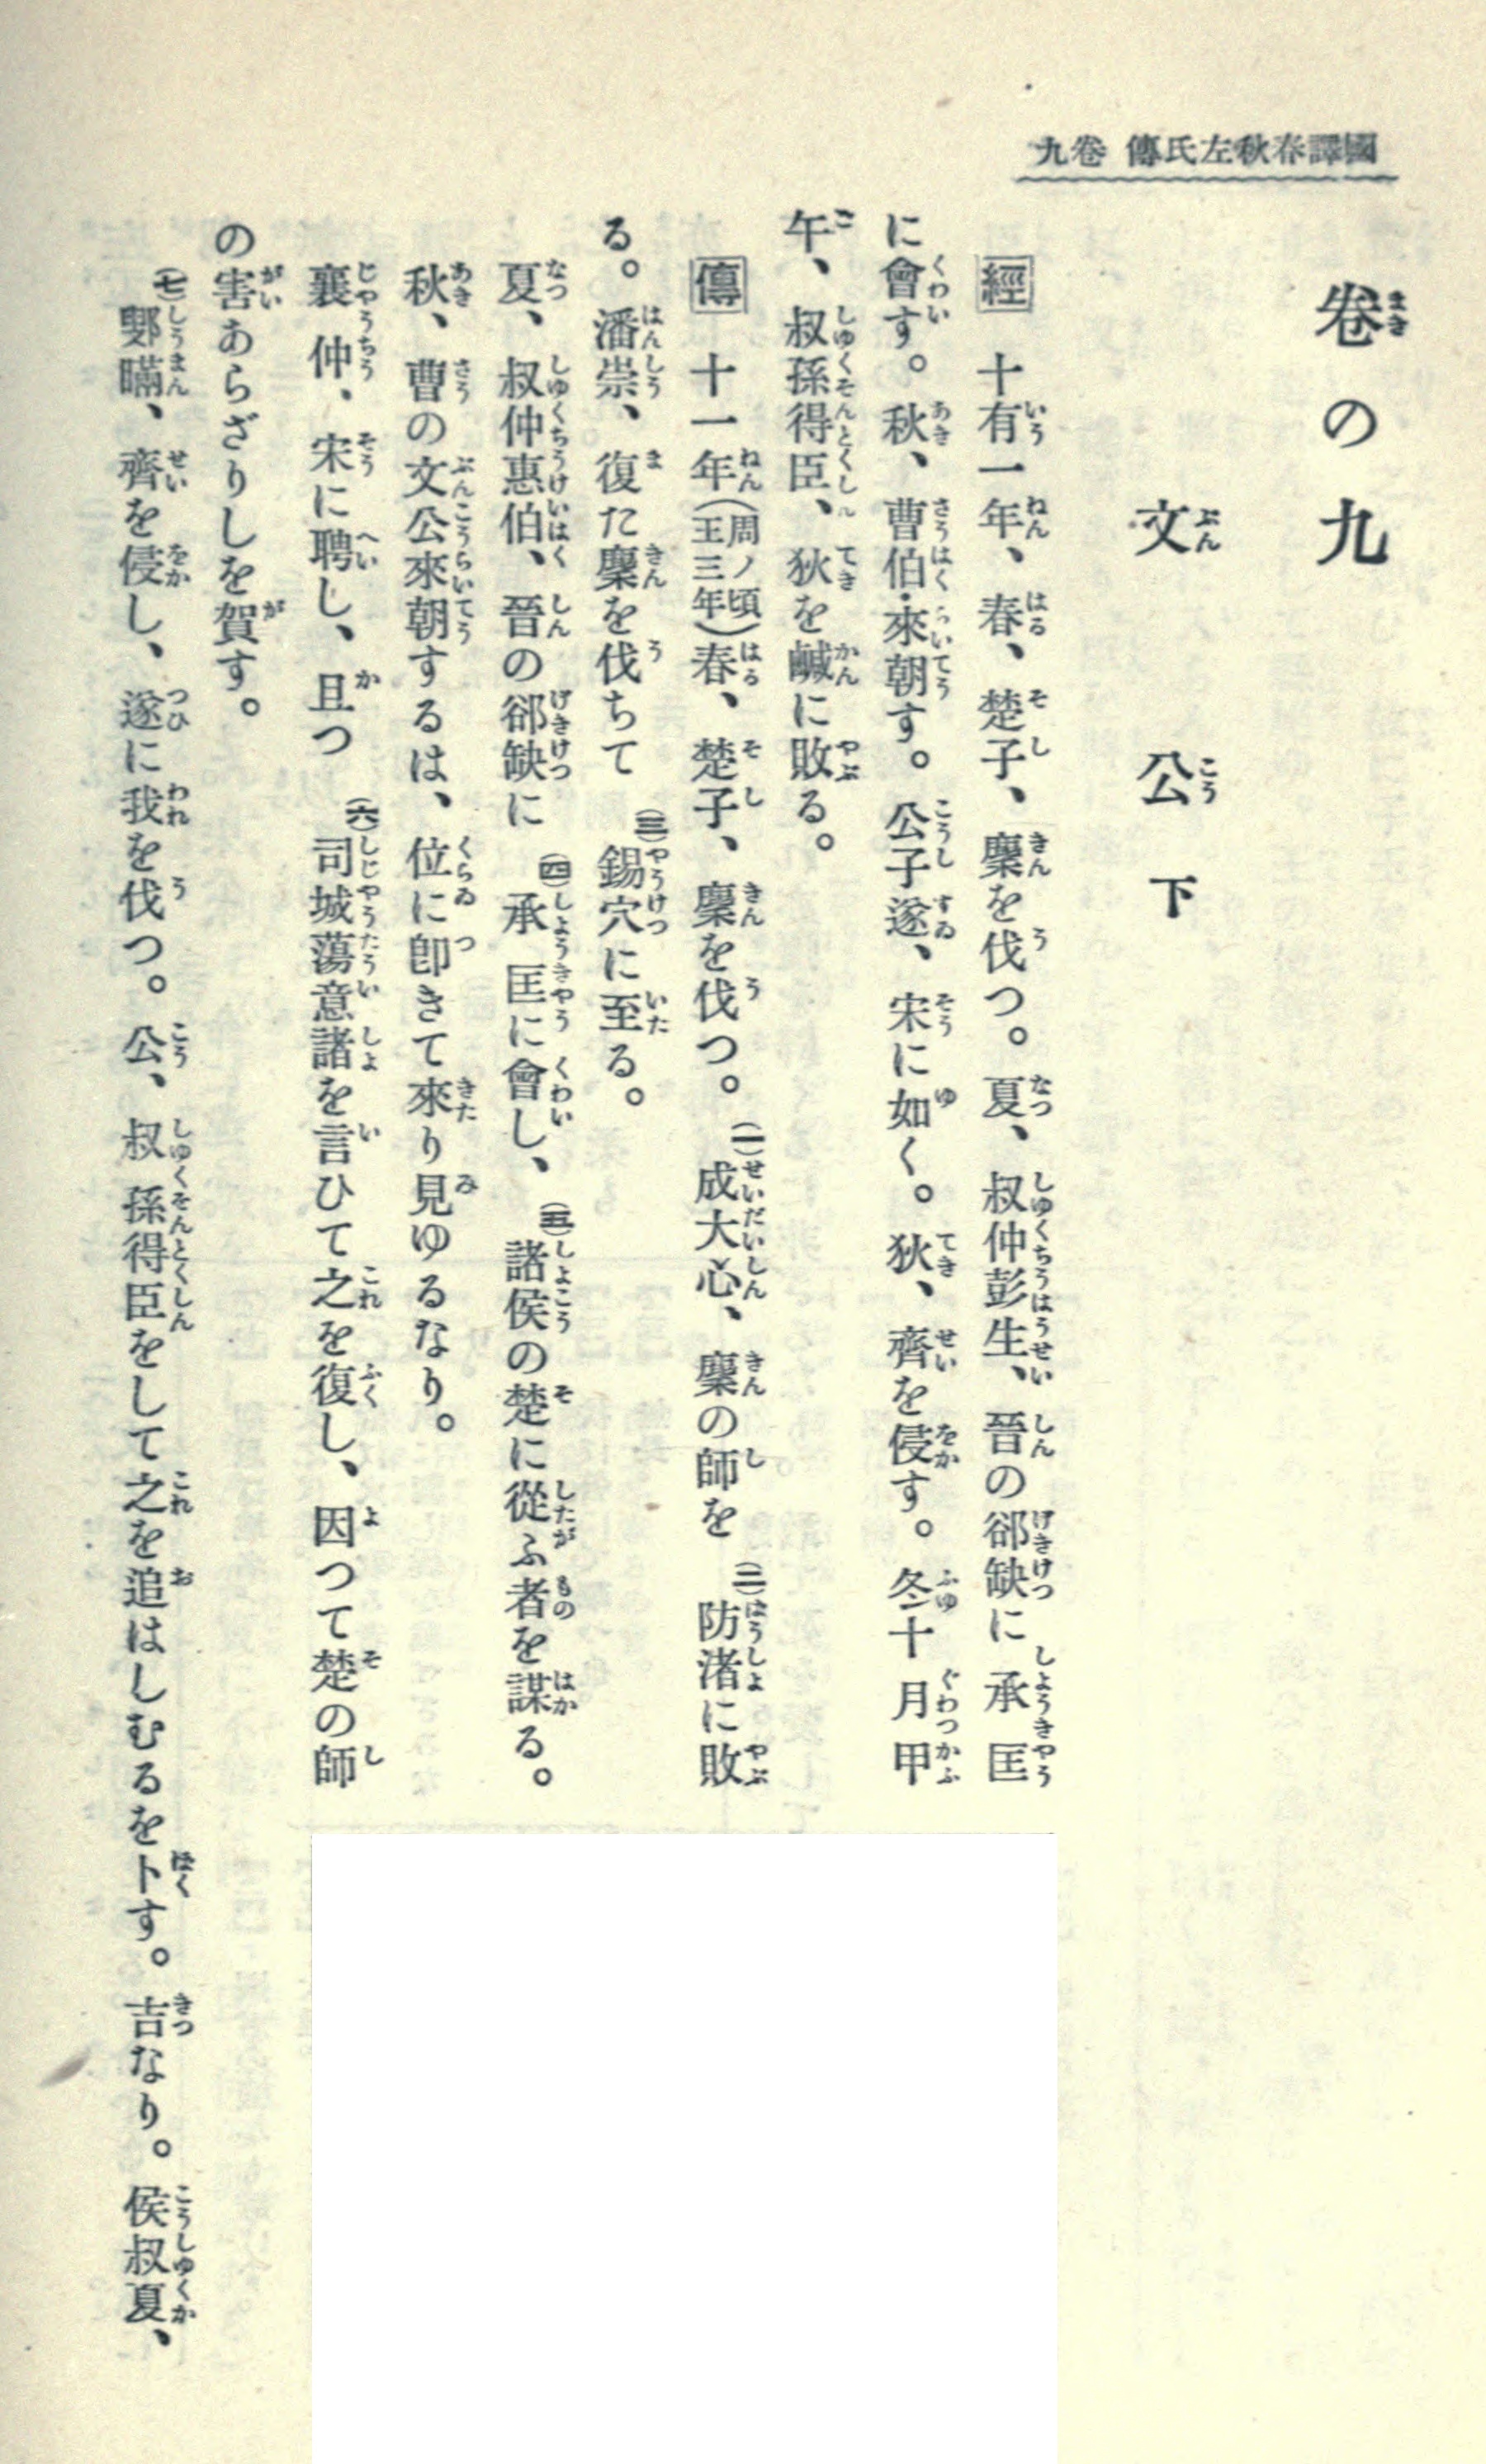 國譯春秋左氏傳 卷九
卷の九
文公下
經 十有一年、春、楚子、麇を伐つ。夏、叔仲彭生、晉の郤缺に承匡
に會す。秋、曹伯來朝す。公子遂、宋に如く。狄、齊を侵す。冬十月甲
午、叔孫得臣、狄を鹹に敗る。
傳 十一年(周ノ頃王三年)春、楚子、麇を伐つ。(一)成大心、麇の師を(二)防渚に敗
る。潘崇、復た麇を伐ちて(三)錫穴に至る。
夏、叔仲惠伯、晉の郤缺に(四)承匡に會し、(五)諸侯の楚に從ふ者を謀る。
秋、曹の文公來朝するは、位に卽きて來り見ゆるなり。
襄仲、宋に聘し、且つ(六)司城蕩意諸を言ひて之を復し、因つて楚の師
の害あらざりしを賀す。
(七)鄋瞞、齊を侵し、遂に我を伐つ。公、叔孫得臣をして之を追はしむるを卜す。吉なり。侯叔夏、